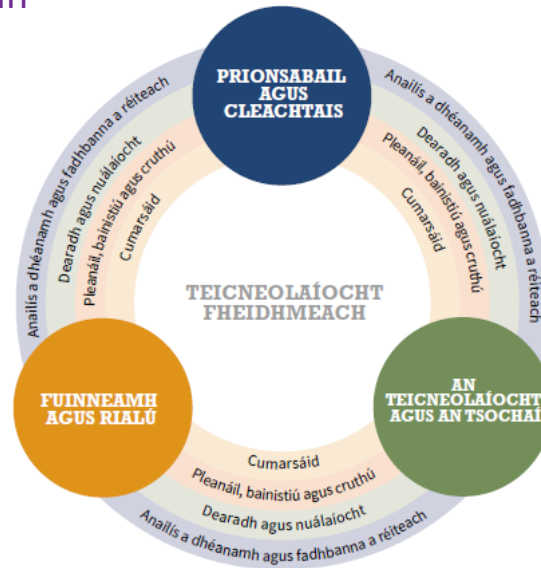 PRIONSABAIL
AGUS
CLEACHTAIS
Anailís a dhéanamh agus fadhbanna a réiteach
Dearadh agus nuálaíocht
Pleanáil, bainistiú agus cruthú
Cumarsáid
Anailís a dhéanamh agus fadhbanna a réiteach
Dearadh agus nuálaíocht
Pleanáil, bainistiú agus cruthú
Cumarsáid
TEICNEOLAÍOCHT
FHEIDHMEACH
FUINNEAMH
AGUS RIALÚ
AN
TEICNEOLAÍOCHT
AGUS AN TSOCHAÍ
Cumarsáid
Pleanáil, bainistiú agus cruthú
Dearadh agus nuálaíocht
Anailís a dhéanamh agus fadhbanna a réiteach